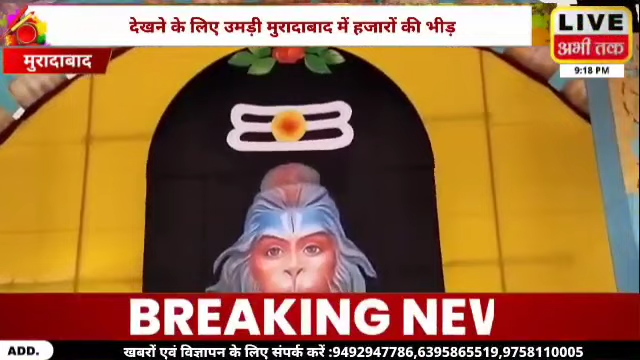 देखने के लिए उमड़ी मुरादाबाद में हजारों की भीड़
LIVE
अभी तक
9:18 PM
मुरादाबाद
BREAKING NEW
ADD.
खबरों एवं विज्ञापन के लिए संपर्क करें :9492947786,6395865519,9758110005